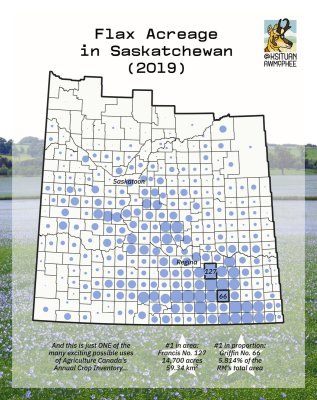 Flax Acreage
in Saskatchewan
(2019)
@KSITUAN
AWMCPHEE
Saskatoon
Regina
127
66
And this is just ONE of the
many exciting possible uses
of Agriculture Canada's
Annual Crop Inventory...
#1 in area:
Francis No. 127
14,700 acres
59.34 km²
#1 in proportion:
Griffin No. 66
5.814% of the
RM's total area